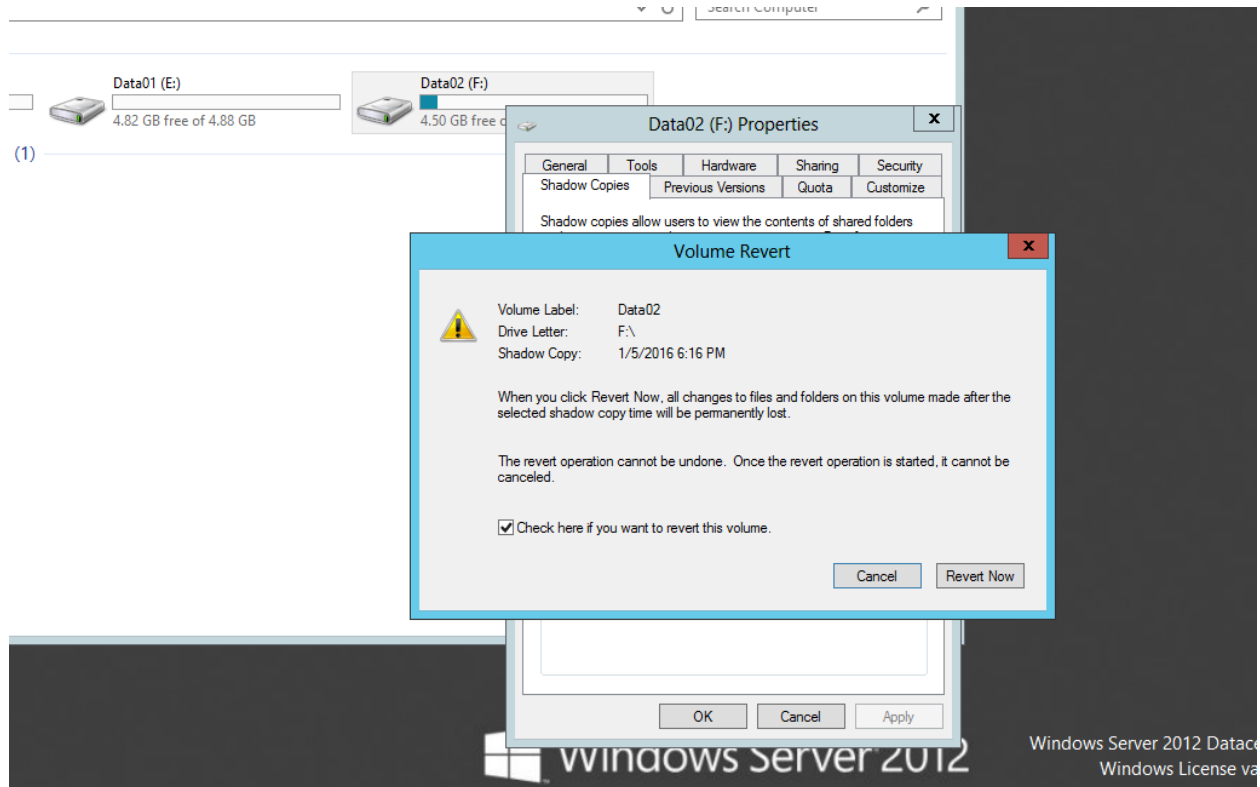 Search Computer
Data01 (E:)
4.82 GB free of 4.88 GB
Data02 (F:)
4.50 GB free
(1)
Data02 (F:) Properties
General Tools Hardware Sharing Security
Shadow Copies Previous Versions Quota Customize
Shadow copies allow users to view the contents of shared folders
Volume Revert
Volume Label: Data02
Drive Letter: F:\
Shadow Copy: 1/5/2016 6:16 PM
When you click Revert Now, all changes to files and folders on this volume made after the
selected shadow copy time will be permanently lost.
The revert operation cannot be undone. Once the revert operation is started, it cannot be
canceled.
Check here if you want to revert this volume.
Cancel Revert Now
OK Cancel Apply
Windows Server 2012
Windows Server 2012 Datace
Windows License va